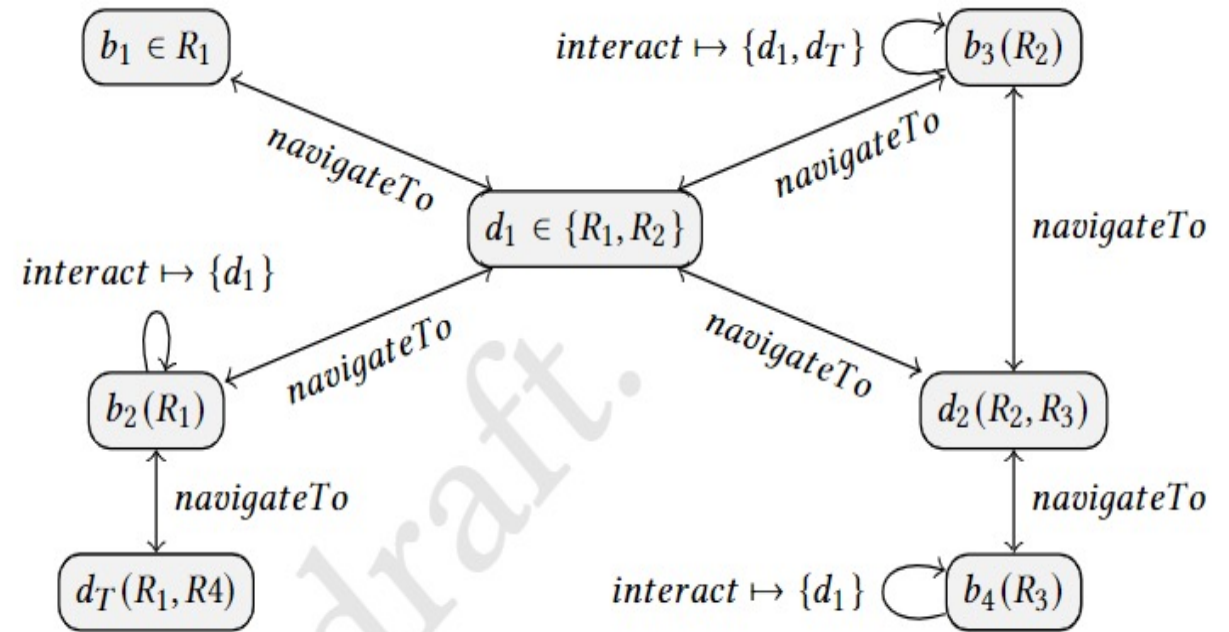 b₁ ∈ R₁
interact ↦ {d₁, d_T}
b₃(R₂)
navigateTo
navigateTo
d₁ ∈ {R₁, R₂}
navigateTo
interact ↦ {d₁}
navigateTo
navigateTo
b₂(R₁)
d₂(R₂, R₃)
navigateTo
navigateTo
d_T(R₁, R4)
interact ↦ {d₁}
b₄(R₃)
draft.